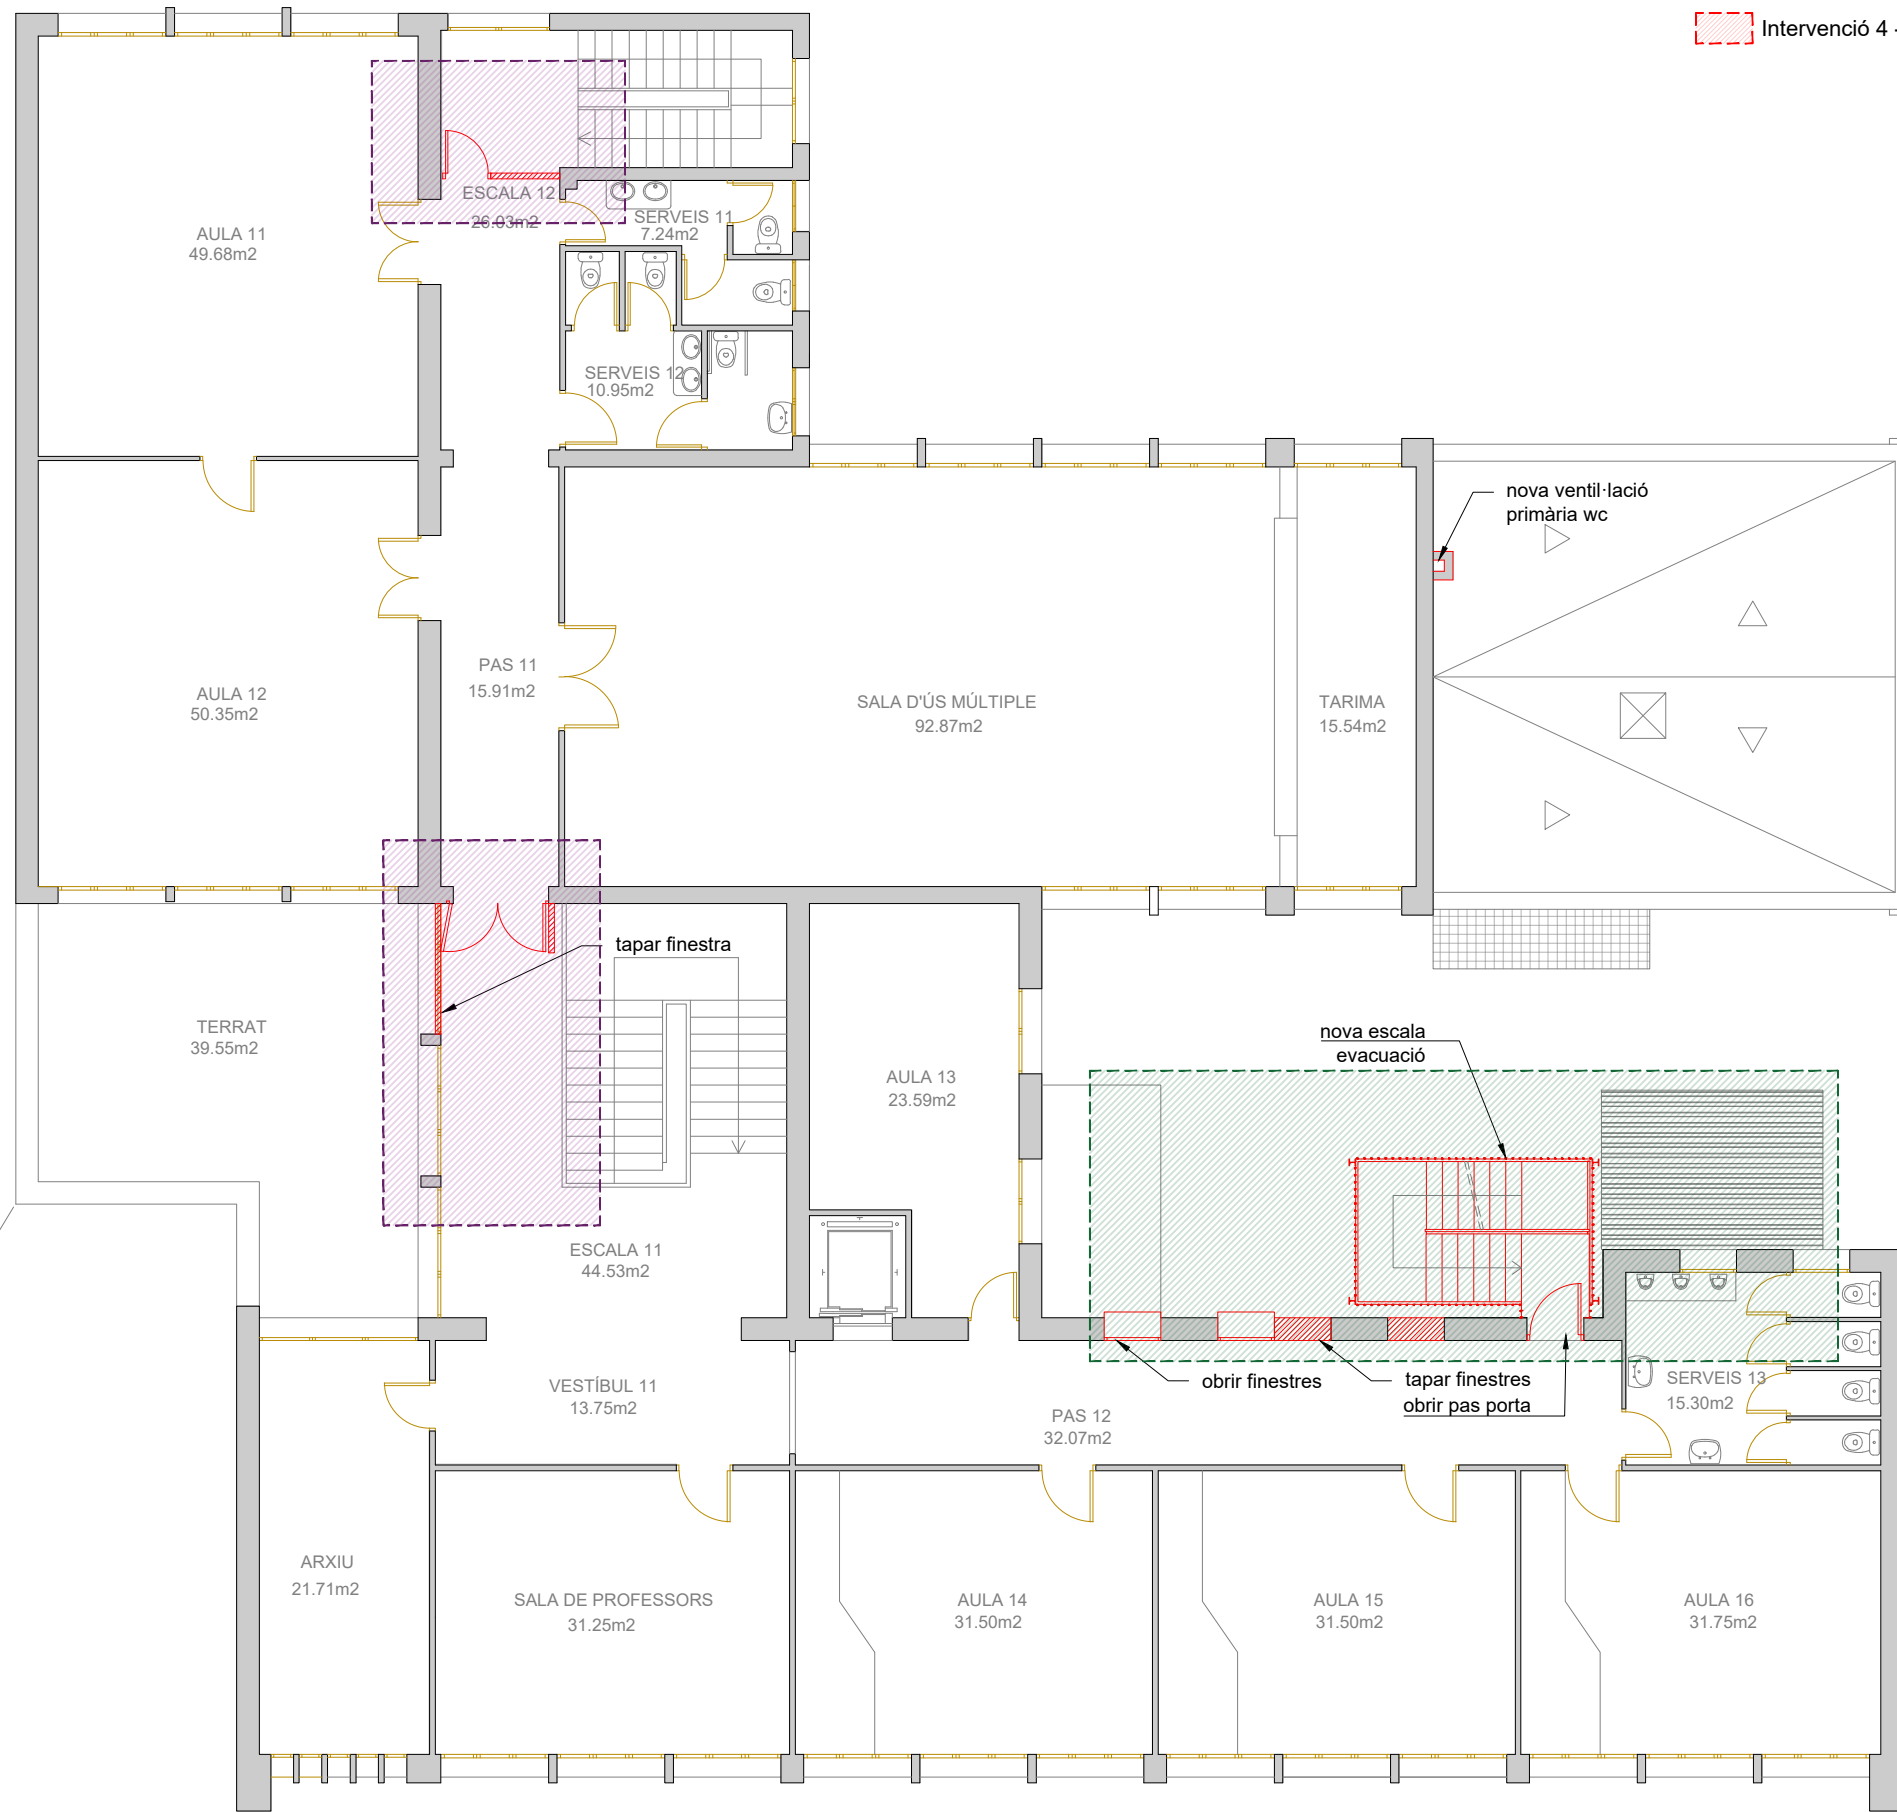 Intervenció 4 -
ESCALA 12
26.03m2
SERVEIS 11
7.24m2
AULA 11
49.68m2
SERVEIS 12
10.95m2
nova ventil·lació
primària wc
PAS 11
15.91m2
AULA 12
50.35m2
SALA D'ÚS MÚLTIPLE
92.87m2
TARIMA
15.54m2
tapar finestra
TERRAT
39.55m2
nova escala
evacuació
AULA 13
23.59m2
ESCALA 11
44.53m2
VESTÍBUL 11
13.75m2
obrir finestres
tapar finestres
obrir pas porta
SERVEIS 13
15.30m2
PAS 12
32.07m2
ARXIU
21.71m2
SALA DE PROFESSORS
31.25m2
AULA 14
31.50m2
AULA 15
31.50m2
AULA 16
31.75m2